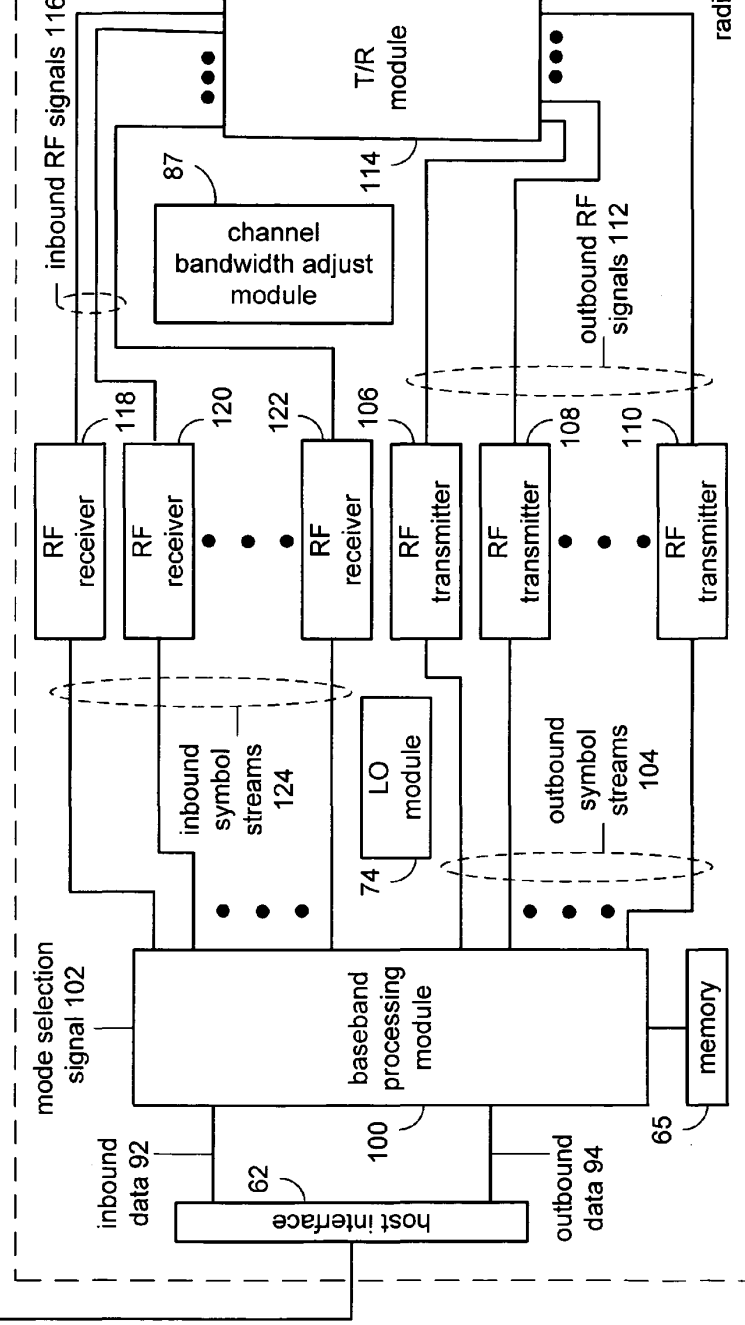 inbound RF signals 116
T/R
module
114
radi
87
channel
bandwidth adjust
module
outbound RF
signals 112
RF
receiver
118
RF
receiver
120
RF
receiver
122
RF
transmitter
106
RF
transmitter
108
RF
transmitter
110
inbound
symbol
streams
124
LO
module
74
outbound
symbol
streams
104
mode selection
signal 102
baseband
processing
module
100
memory
65
inbound
data 92
62
host interface
outbound
data 94